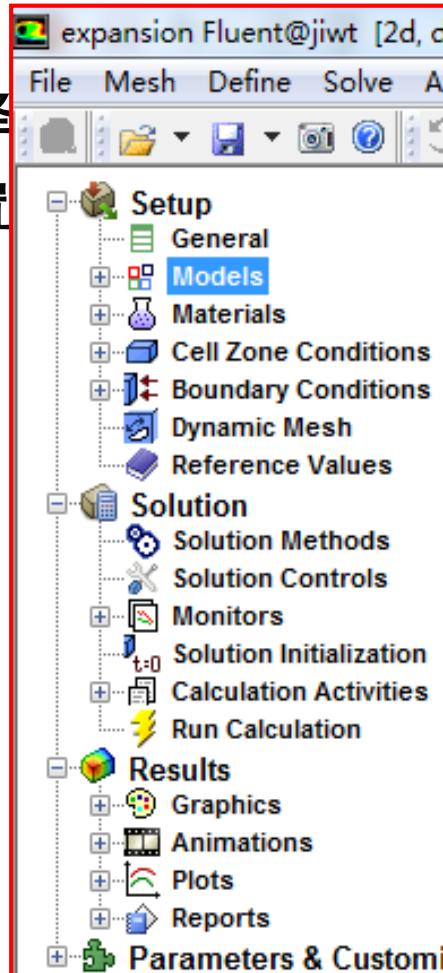 expansion Fluent@jiwt [2d,
File Mesh Define Solve
Setup
General
Models
Materials
Cell Zone Conditions
Boundary Conditions
Dynamic Mesh
Reference Values
Solution
Solution Methods
Solution Controls
Monitors
t=0 Solution Initialization
Calculation Activities
Run Calculation
Results
Graphics
Animations
Plots
Reports
Parameters & Customi